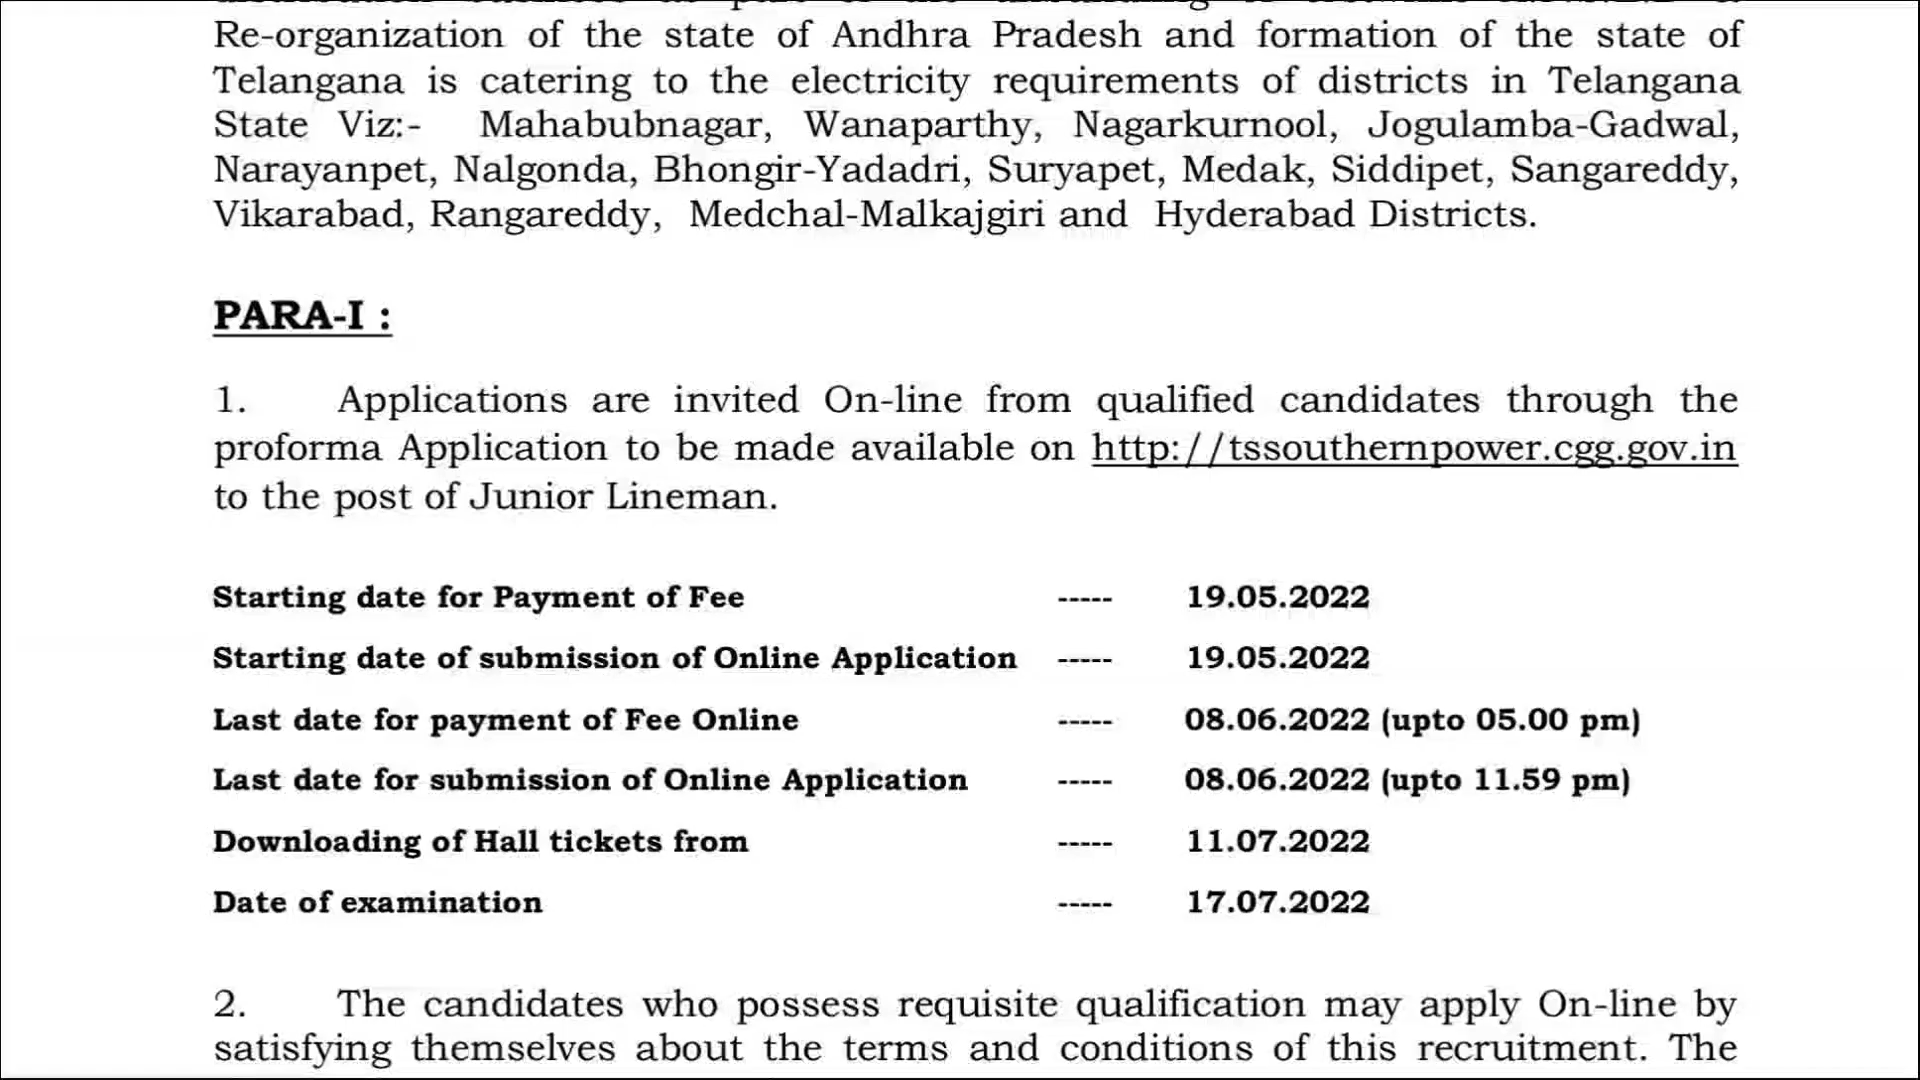 Re-organization of the state of Andhra Pradesh and formation of the state of
Telangana is catering to the electricity requirements of districts in Telangana
State Viz:- Mahabubnagar, Wanaparthy, Nagarkurnool, Jogulamba-Gadwal,
Narayanpet, Nalgonda, Bhongir-Yadadri, Suryapet, Medak, Siddipet, Sangareddy,
Vikarabad, Rangareddy, Medchal-Malkajgiri and Hyderabad Districts.
PARA-I :
1. Applications are invited On-line from qualified candidates through the
proforma Application to be made available on http://tssouthernpower.cgg.gov.in
to the post of Junior Lineman.
Starting date for Payment of Fee ----- 19.05.2022
Starting date of submission of Online Application ----- 19.05.2022
Last date for payment of Fee Online ----- 08.06.2022 (upto 05.00 pm)
Last date for submission of Online Application ----- 08.06.2022 (upto 11.59 pm)
Downloading of Hall tickets from ----- 11.07.2022
Date of examination ----- 17.07.2022
2. The candidates who possess requisite qualification may apply On-line by
satisfying themselves about the terms and conditions of this recruitment. The